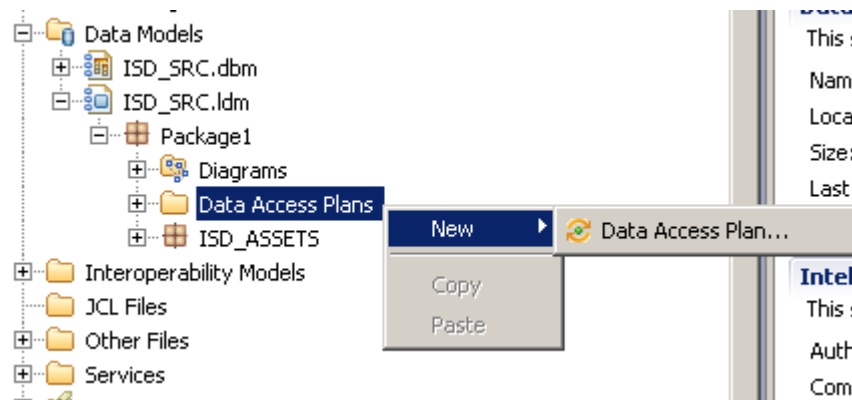 Data Models
ISD_SRC.dbm
ISD_SRC.ldm
Package1
Diagrams
Data Access Plans
ISD_ASSETS
Interoperability Models
JCL Files
Other Files
Services
New
Data Access Plan...
Copy
Paste
This
Nam
Loca
Size:
Last
Intel
This
Auth
Com